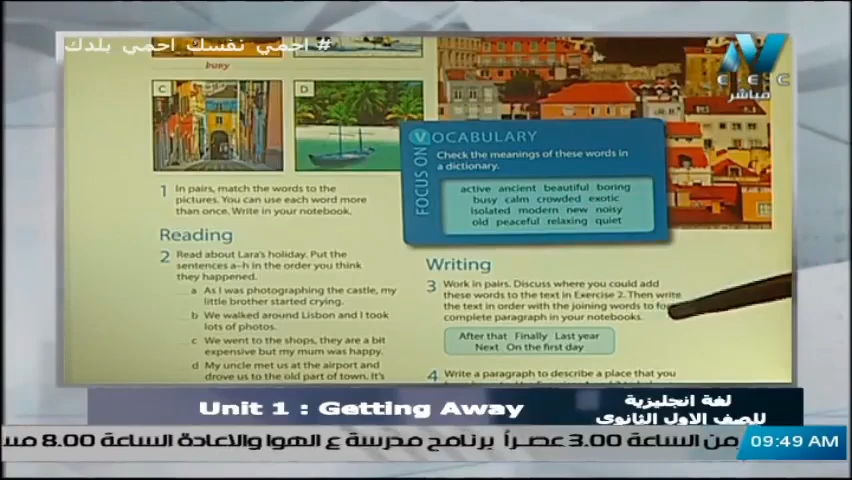 # احمي نفسك احمي بلدك
مباشر
busy
C
D
1 In pairs, match the words to the
pictures. You can use each word more
than once. Write in your notebook.
Reading
2 Read about Lara's holiday. Put the
sentences a–h in the order you think
they happened.
a As I was photographing the castle, my
little brother started crying.
b We walked around Lisbon and I took
lots of photos.
c We went to the shops, they are a bit
expensive but my mum was happy.
d My uncle met us at the airport and
drove us to the old part of town. It's
FOCUS ON VOCABULARY
Check the meanings of these words in
a dictionary.
active ancient beautiful boring
busy calm crowded exotic
isolated modern new noisy
old peaceful relaxing quiet
Writing
3 Work in pairs. Discuss where you could add
these words to the text in Exercise 2. Then write
the text in order with the joining words to
complete paragraph in your notebooks.
After that Finally Last year
Next On the first day
4 Write a paragraph to describe a place that you
Unit 1 : Getting Away
لغة انجليزية
للصف الاول الثانوى
من الساعة 3.00 عصراً برنامج مدرسة ع الهوا والاعادة الساعة 8.00
09:49 AM